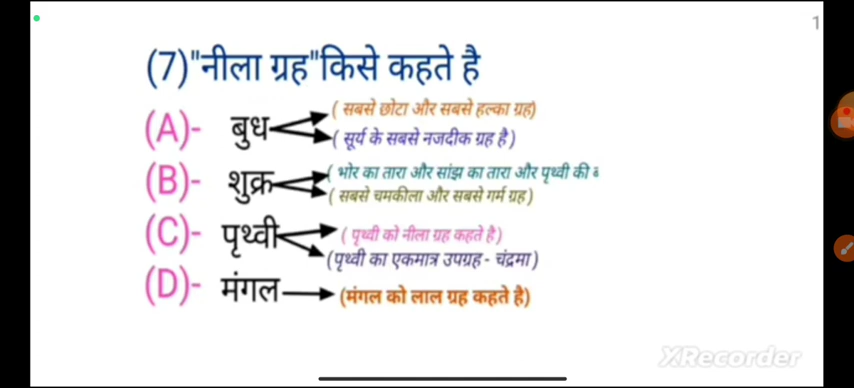 1
(7)"नीला ग्रह"किसे कहते है
(A)- बुध
( सबसे छोटा और सबसे हल्का ग्रह)
( सूर्य के सबसे नजदीक ग्रह है )
(B)- शुक्र
( भोर का तारा और सांझ का तारा और पृथ्वी की
( सबसे चमकीला और सबसे गर्म ग्रह )
(C)- पृथ्वी
( पृथ्वी को नीला ग्रह कहते है )
(पृथ्वी का एकमात्र उपग्रह - चंद्रमा )
(D)- मंगल
(मंगल को लाल ग्रह कहते है)
XRecorder